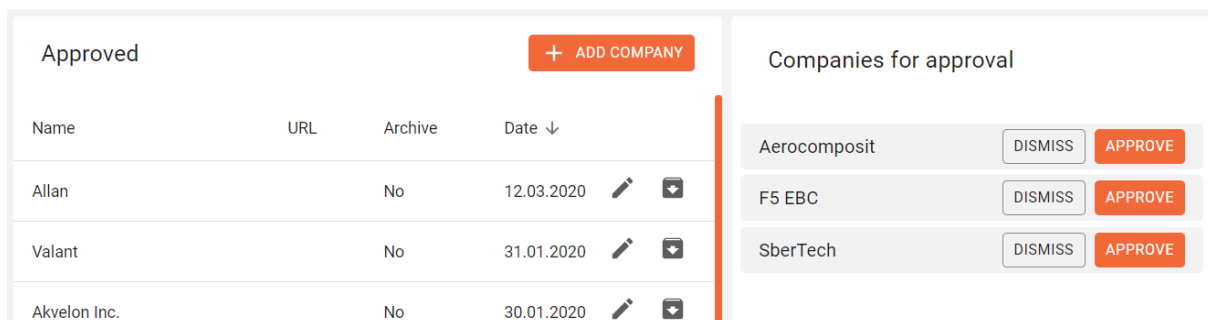 Approved
ADD COMPANY
Name URL Archive Date
Allan No 12.03.2020
Valant No 31.01.2020
Akvelon Inc. No 30.01.2020
Companies for approval
Aerocomposit DISMISS APPROVE
F5 EBC DISMISS APPROVE
SberTech DISMISS APPROVE